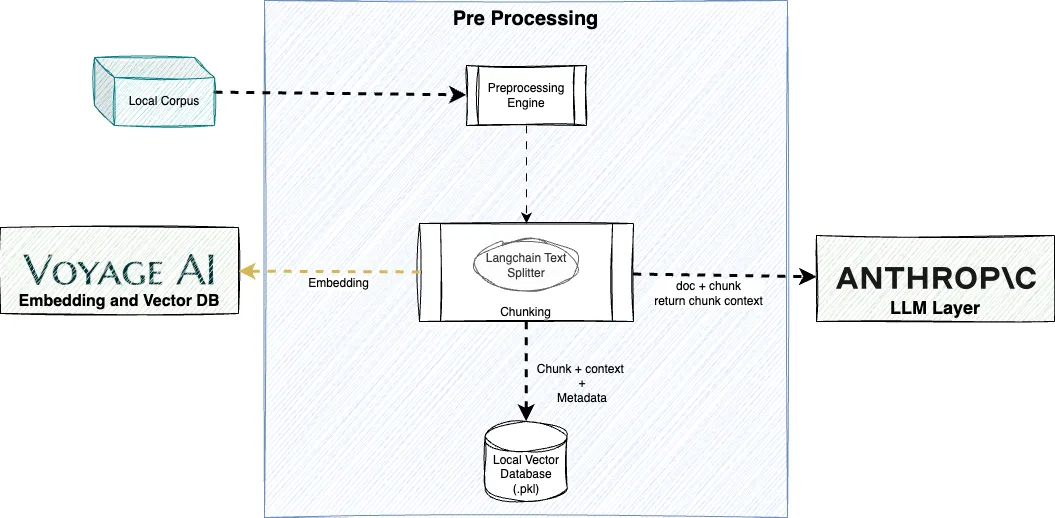 Pre Processing
Local Corpus
Preprocessing
Engine
VOYAGE AI
Embedding and Vector DB
Embedding
Langchain Text
Splitter
Chunking
doc + chunk
return chunk context
ANTHROP\C
LLM Layer
Chunk + context
+
Metadata
Local Vector
Database
(.pkl)